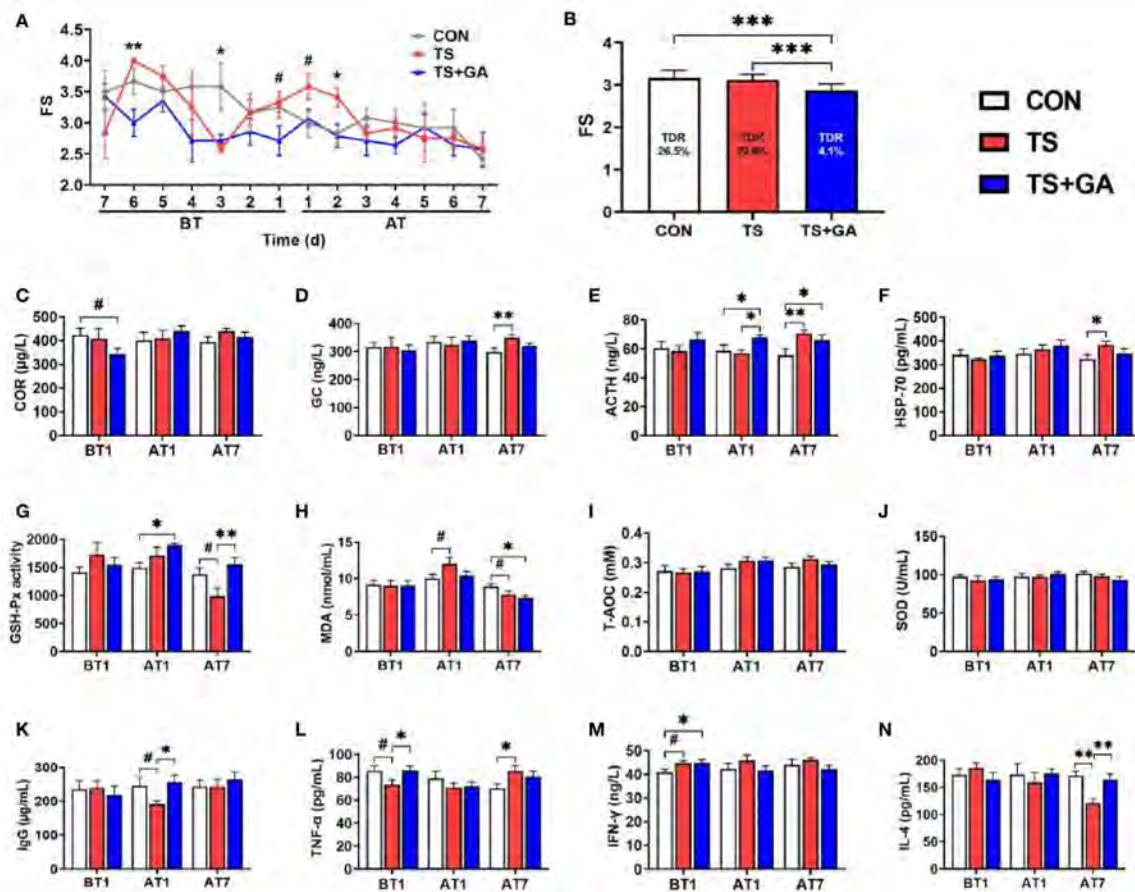 A
CON
TS
TS+GA
** * # # *
FS
4.0
3.5
3.0
2.5
2.0
7 6 5 4 3 2 1 1 2 3 4 5 6 7
BT AT
Time (d)
B
***
***
FS
4
3
2
1
0
TDR TDR TDR
26.5% 4.1%
CON TS TS+GA
CON
TS
TS+GA
C
#
COR (μg/L)
500
400
300
200
100
0
BT1 AT1 AT7
D
**
GC (ng/L)
400
300
200
100
0
BT1 AT1 AT7
E
* * * ** *
ACTH (ng/L)
80
60
40
20
0
BT1 AT1 AT7
F
*
HSP-70 (pg/mL)
500
400
300
200
100
0
BT1 AT1 AT7
G
* # **
GSH-Px activity
2000
1500
1000
500
0
BT1 AT1 AT7
H
# * #
MDA (nmol/mL)
15
10
5
0
BT1 AT1 AT7
I
T-AOC (mM)
0.4
0.3
0.2
0.1
0.0
BT1 AT1 AT7
J
SOD (U/mL)
150
100
50
0
BT1 AT1 AT7
K
# *
IgG (μg/mL)
300
200
100
0
BT1 AT1 AT7
L
# * *
TNF-α (pg/mL)
100
80
60
40
20
0
BT1 AT1 AT7
M
* #
IFN-γ (ng/L)
50
40
30
20
10
0
BT1 AT1 AT7
N
** **
IL-4 (pg/mL)
200
150
100
50
0
BT1 AT1 AT7